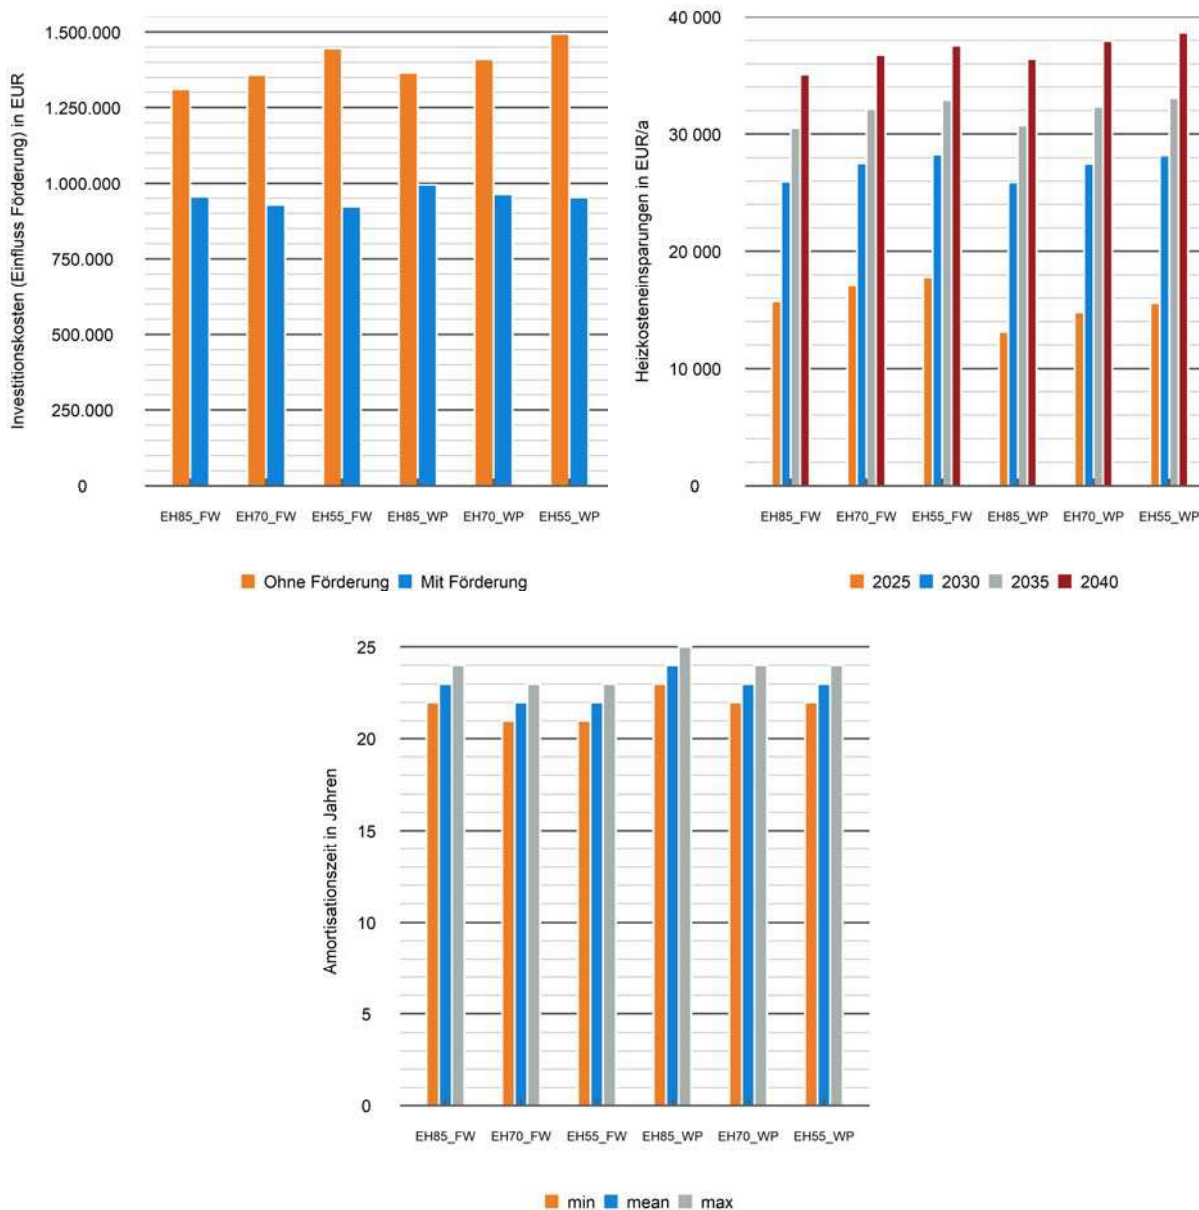 Investitionskosten (Einfluss Förderung) in EUR
1.500.000
1.250.000
1.000.000
750.000
500.000
250.000
0
EH85_FW EH70_FW EH55_FW EH85_WP EH70_WP EH55_WP
Ohne Förderung Mit Förderung
Heizkosteneinsparungen in EUR/a
40 000
30 000
20 000
10 000
0
EH85_FW EH70_FW EH55_FW EH85_WP EH70_WP EH55_WP
2025 2030 2035 2040
Amortisationszeit in Jahren
25
20
15
10
5
0
EH85_FW EH70_FW EH55_FW EH85_WP EH70_WP EH55_WP
min mean max